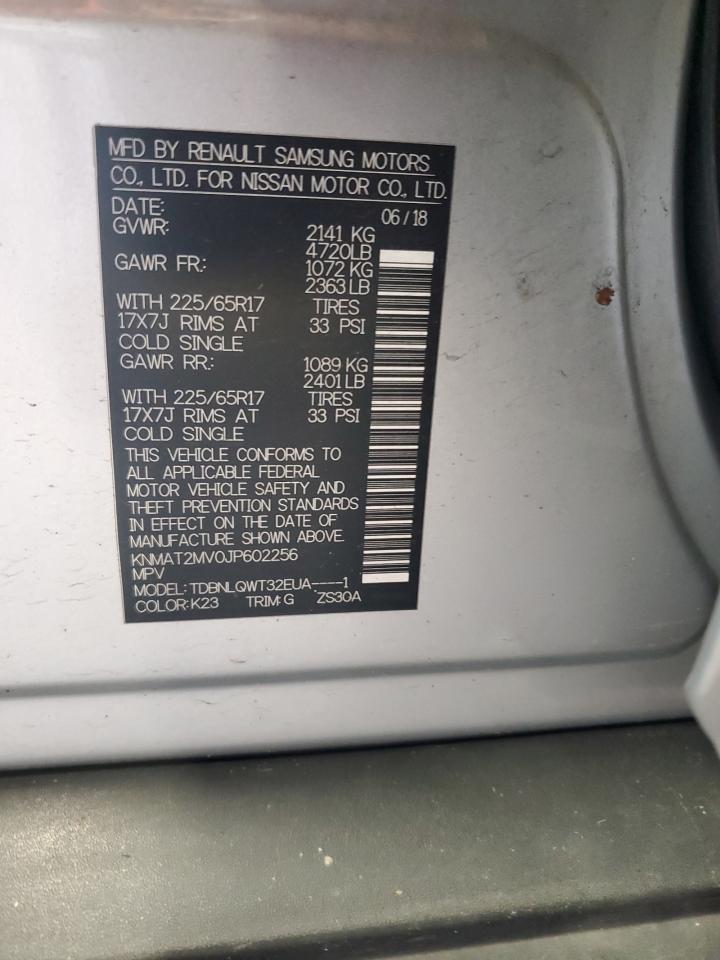 MFD BY RENAULT SAMSUNG MOTORS
CO., LTD. FOR NISSAN MOTOR CO., LTD.
DATE: 06/18
GVWR: 2141 KG
4720LB
GAWR FR.: 1072 KG
2363LB
WITH 225/65R17 TIRES
17X7J RIMS AT 33 PSI
COLD SINGLE
GAWR RR.: 1089 KG
2401LB
WITH 225/65R17 TIRES
17X7J RIMS AT 33 PSI
COLD SINGLE
THIS VEHICLE CONFORMS TO
ALL APPLICABLE FEDERAL
MOTOR VEHICLE SAFETY AND
THEFT PREVENTION STANDARDS
IN EFFECT ON THE DATE OF
MANUFACTURE SHOWN ABOVE.
KNMAT2MV0JP602256
MPV
MODEL: TDBNLQWT32EUA----1
COLOR:K23 TRIM:G ZS30A